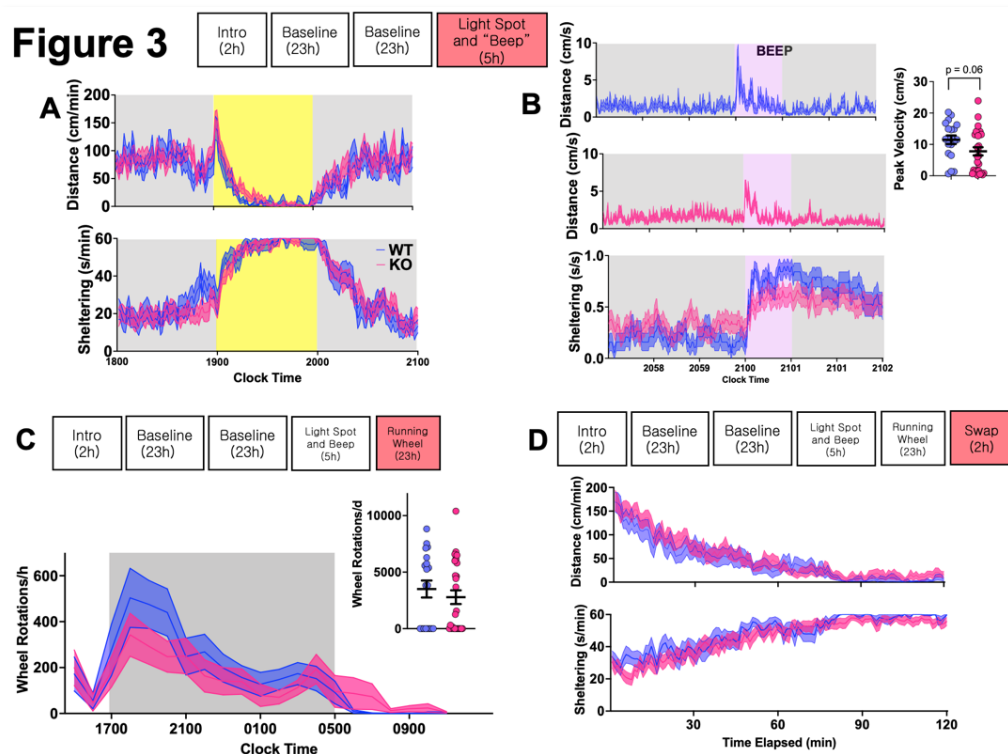 Figure 3
Intro
(2h)
Baseline
(23h)
Baseline
(23h)
Light Spot
and "Beep"
(5h)
A
Distance (cm/min)
200
150
100
50
0
Sheltering (s/min)
60
40
20
0
WT
KO
1800
1900
2000
2100
Clock Time
B
Distance (cm/s)
10
5
0
BEEP
Distance (cm/s)
10
5
0
Sheltering (s/s)
1.0
0.5
0.0
2058
2059
2100
2101
2101
2102
Clock Time
p = 0.06
Peak Velocity (cm/s)
30
20
10
0
C
Intro
(2h)
Baseline
(23h)
Baseline
(23h)
Light Spot
and Beep
(5h)
Running
Wheel
(23h)
Wheel Rotations/h
600
400
200
0
1700
2100
0100
0500
0900
Clock Time
Wheel Rotations/d
10000
5000
0
D
Intro
(2h)
Baseline
(23h)
Baseline
(23h)
Light Spot
and Beep
(5h)
Running
Wheel
(23h)
Swap
(2h)
Distance (cm/min)
200
150
100
50
0
Sheltering (s/min)
60
40
20
0
30
60
90
120
Time Elapsed (min)